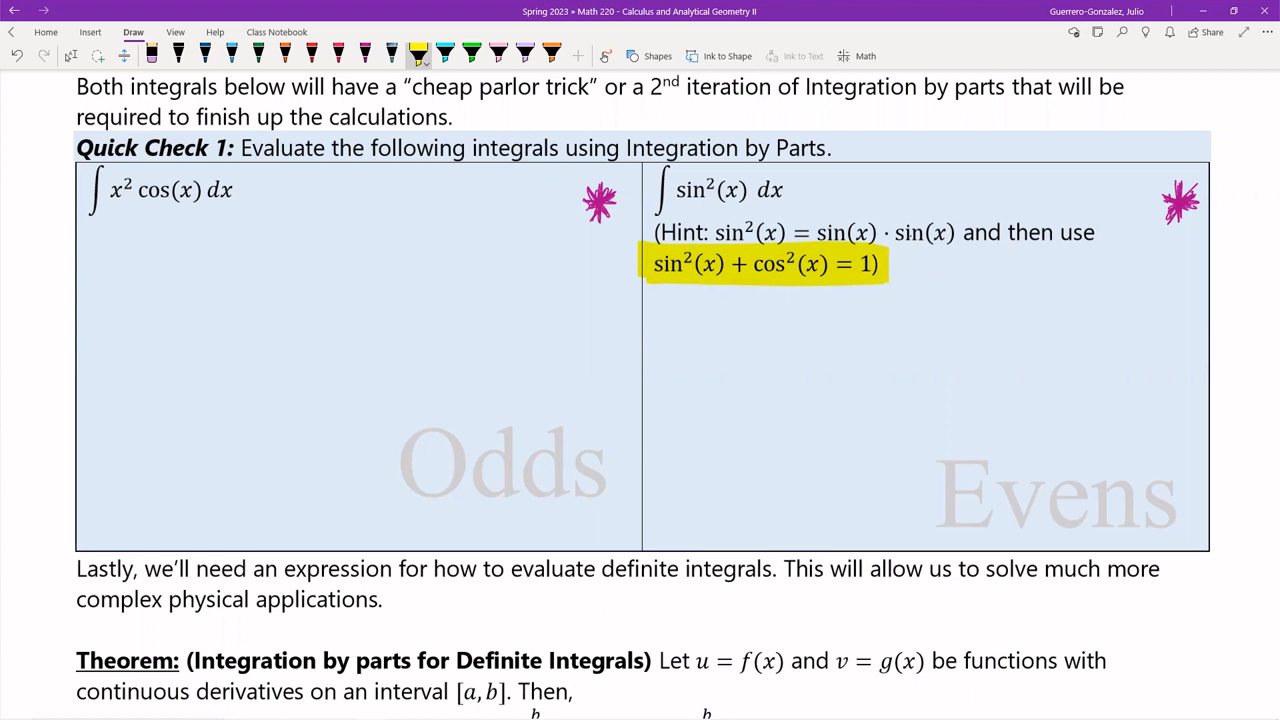 Spring 2023 » Math 220 - Calculus and Analytical Geometry II
Guerrero-Gonzalez, Julio
Home Insert Draw View Help Class Notebook
Share
Shapes Ink to Shape Ink to Text Math
Both integrals below will have a “cheap parlor trick” or a 2nd iteration of Integration by parts that will be
required to finish up the calculations.
Quick Check 1: Evaluate the following integrals using Integration by Parts.
∫ x² cos(x) dx
Odds
∫ sin²(x) dx
(Hint: sin²(x) = sin(x) · sin(x) and then use
sin²(x) + cos²(x) = 1)
Evens
Lastly, we’ll need an expression for how to evaluate definite integrals. This will allow us to solve much more
complex physical applications.
Theorem: (Integration by parts for Definite Integrals) Let u = f(x) and v = g(x) be functions with
continuous derivatives on an interval [a, b]. Then,
b b